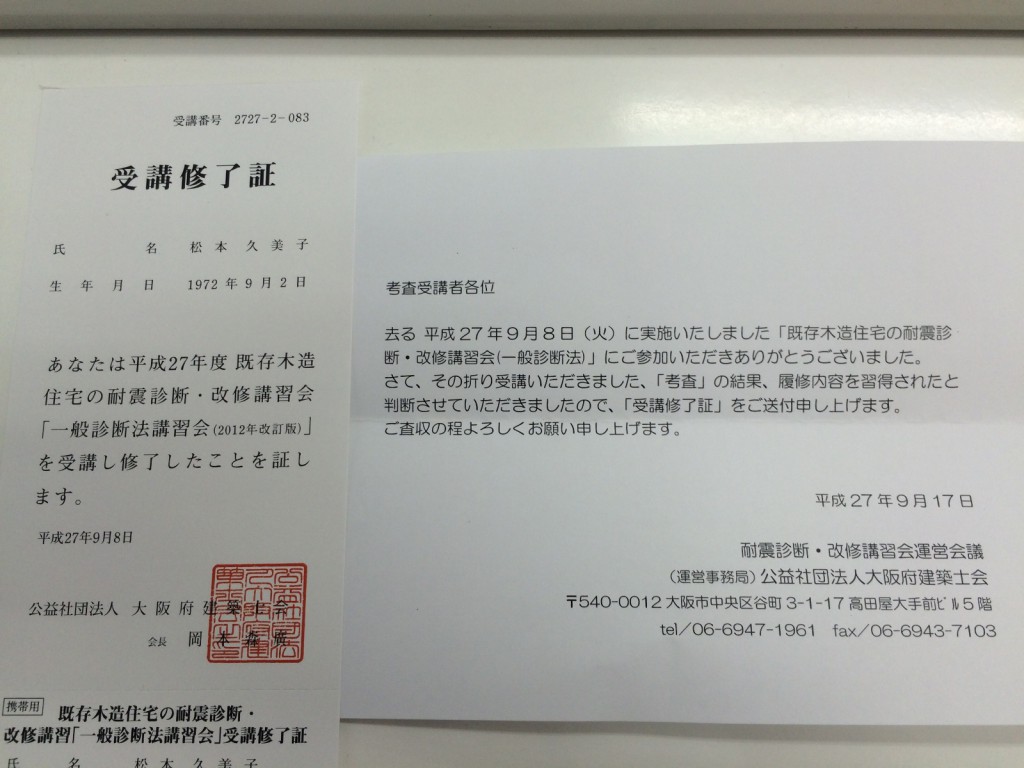 受講番号 2727-2-083
受講修了証
氏 名 松本久美子
生年月日 1972年9月2日
あなたは平成27年度 既存木造
住宅の耐震診断・改修講習会
「一般診断法講習会(2012年改訂版)」
を受講し修了したことを証し
ます。
平成27年9月8日
公益社団法人 大阪府建築士会
会長 岡本森廣
携帯用
既存木造住宅の耐震診断・
改修講習「一般診断法講習会」受講修了証
氏 名 松本久美子
考査受講者各位
去る 平成27年9月8日(火)に実施いたしました「既存木造住宅の耐震診
断・改修講習会(一般診断法)」にご参加いただきありがとうございました。
さて、その折り受講いただきました、「考査」の結果、履修内容を習得されたと
判断させていただきましたので、「受講修了証」をご送付申し上げます。
ご査収の程よろしくお願い申し上げます。
平成27年9月17日
耐震診断・改修講習会運営会議
(運営事務局)公益社団法人大阪府建築士会
〒540-0012 大阪市中央区谷町3-1-17 高田屋大手前ビル5階
tel/06-6947-1961 fax/06-6943-7103